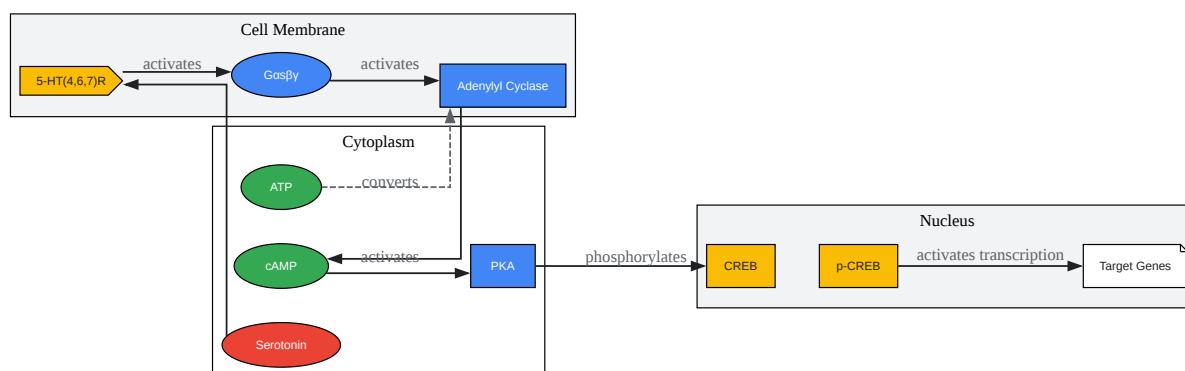 Cell Membrane
5-HT(4,6,7)R
activates
Gαsβγ
activates
Adenylyl Cyclase
Cytoplasm
ATP
converts
cAMP
activates
PKA
Serotonin
phosphorylates
Nucleus
CREB
p-CREB
activates transcription
Target Genes